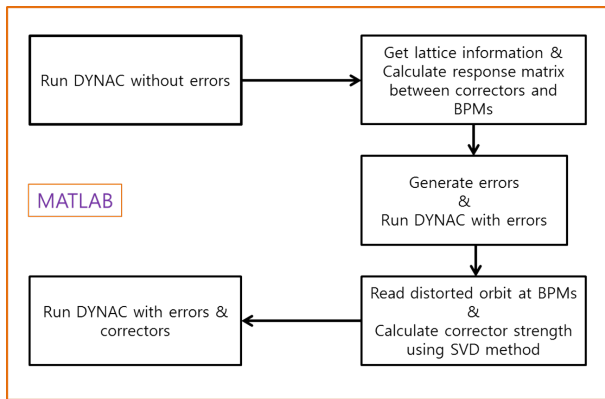 Run DYNAC without errors
Get lattice information &
Calculate response matrix
between correctors and
BPMs
MATLAB
Generate errors
&
Run DYNAC with errors
Run DYNAC with errors &
correctors
Read distorted orbit at BPMs
&
Calculate corrector strength
using SVD method